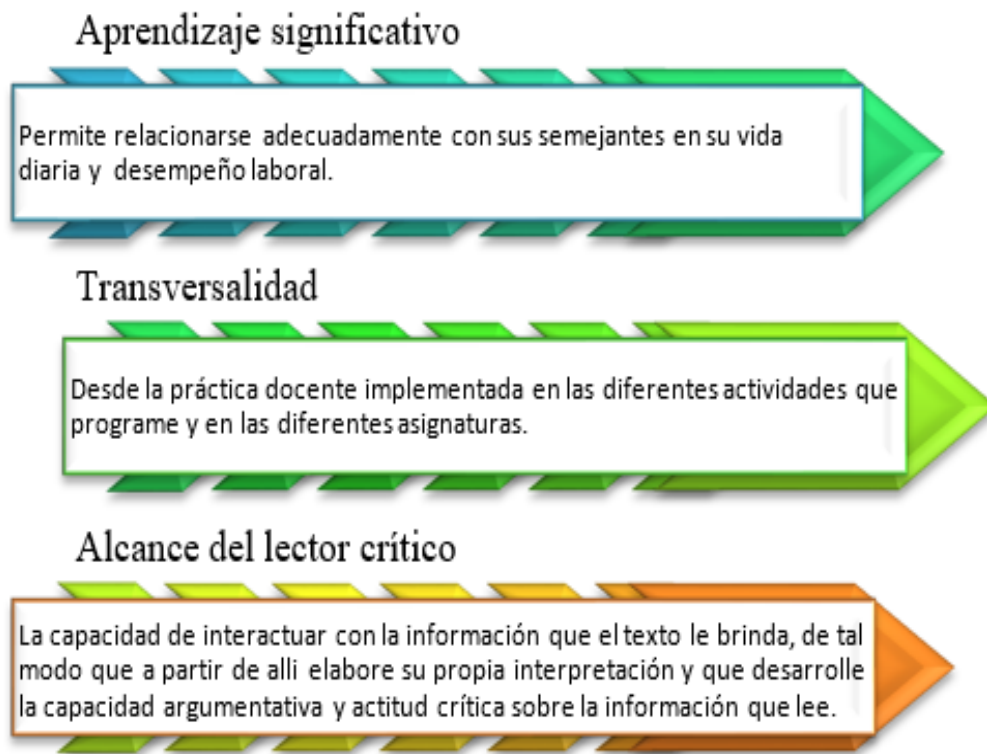 Aprendizaje significativo
Permite relacionarse adecuadamente con sus semejantes en su vida
diaria y desempeño laboral.
Transversalidad
Desde la práctica docente implementada en las diferentes actividades que
programe y en las diferentes asignaturas.
Alcance del lector crítico
La capacidad de interactuar con la información que el texto le brinda, de tal
modo que a partir de alli elabore su propia interpretación y que desarrolle
la capacidad argumentativa y actitud crítica sobre la información que lee.